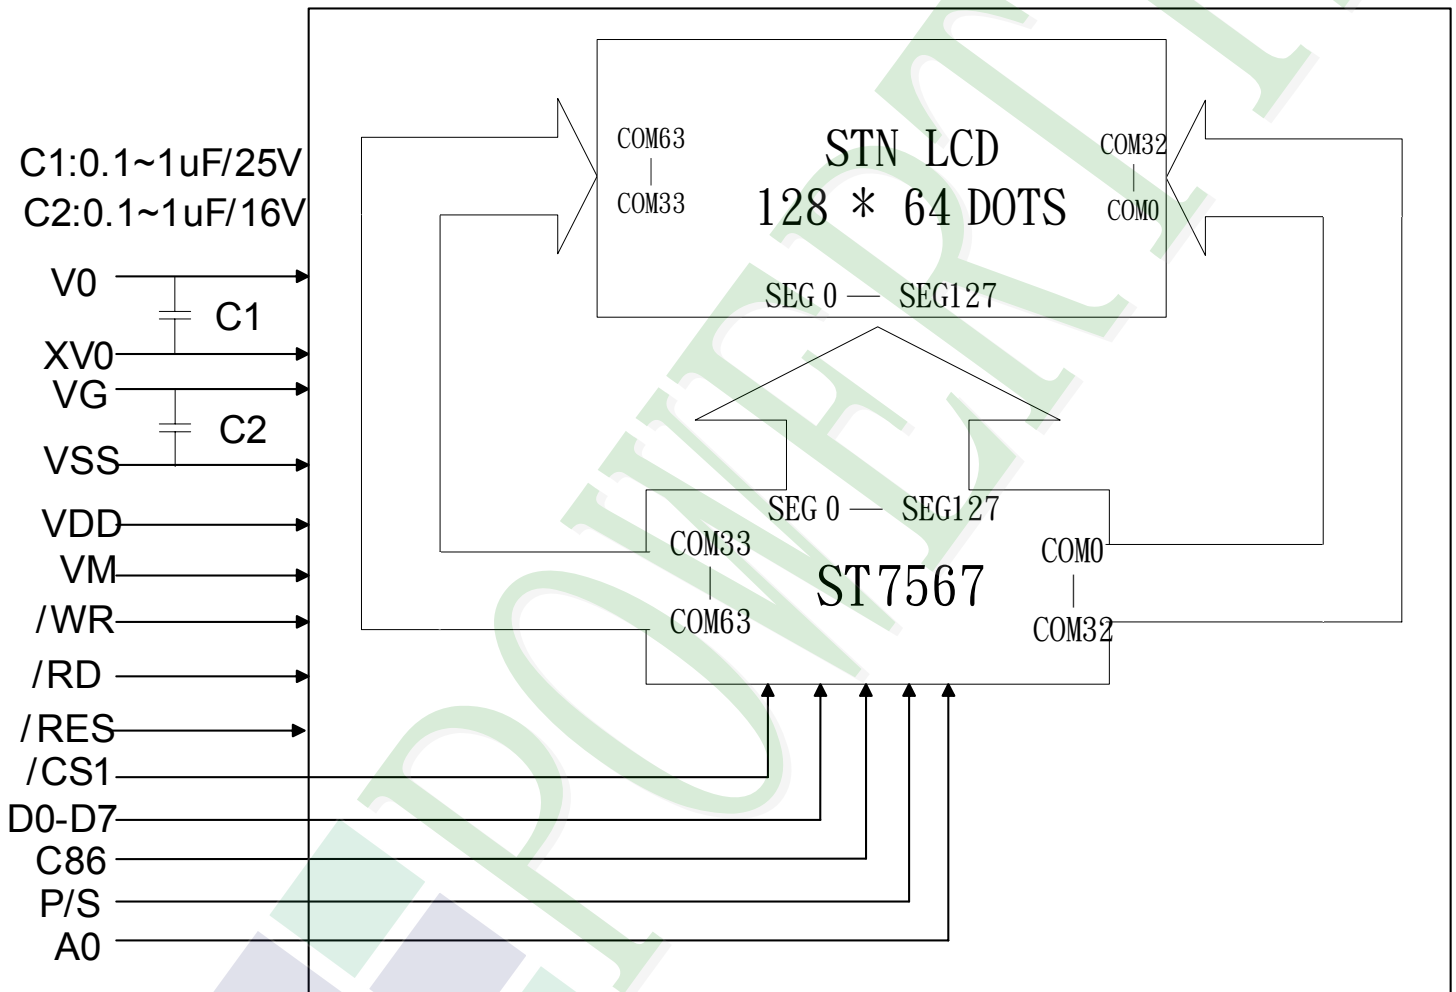 C1:0.1~1uF/25V
C2:0.1~1uF/16V
V0
C1
XV0
VG
C2
VSS
VDD
VM
/WR
/RD
/RES
/CS1
D0-D7
C86
P/S
A0
COM63
COM33
STN LCD
128 * 64 DOTS
COM32
COM0
SEG 0 — SEG127
SEG 0 — SEG127
COM33
COM63
ST7567
COM0
COM32
POWERT